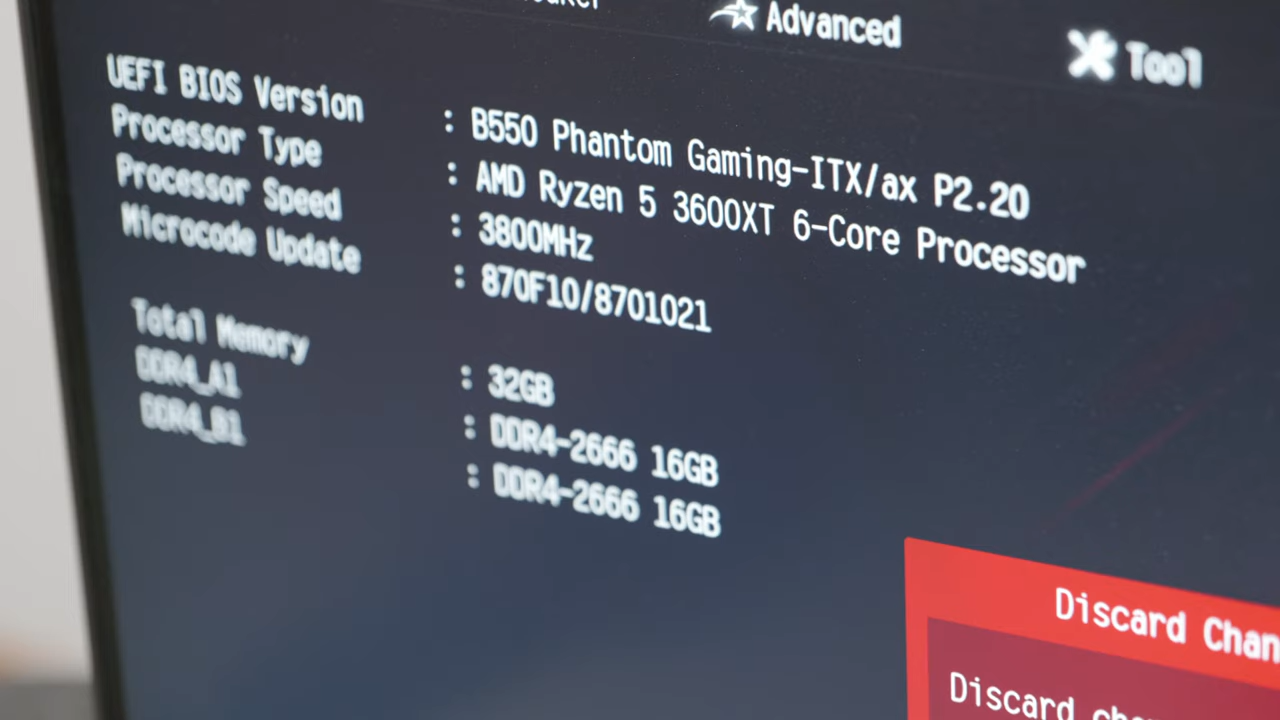 Advanced
Tool
UEFI BIOS Version : B550 Phantom Gaming-ITX/ax P2.20
Processor Type : AMD Ryzen 5 3600XT 6-Core Processor
Processor Speed : 3800MHz
Microcode Update : 870F10/8701021
Total Memory : 32GB
DDR4_A1 : DDR4-2666 16GB
DDR4_B1 : DDR4-2666 16GB
Discard Chan
Discard